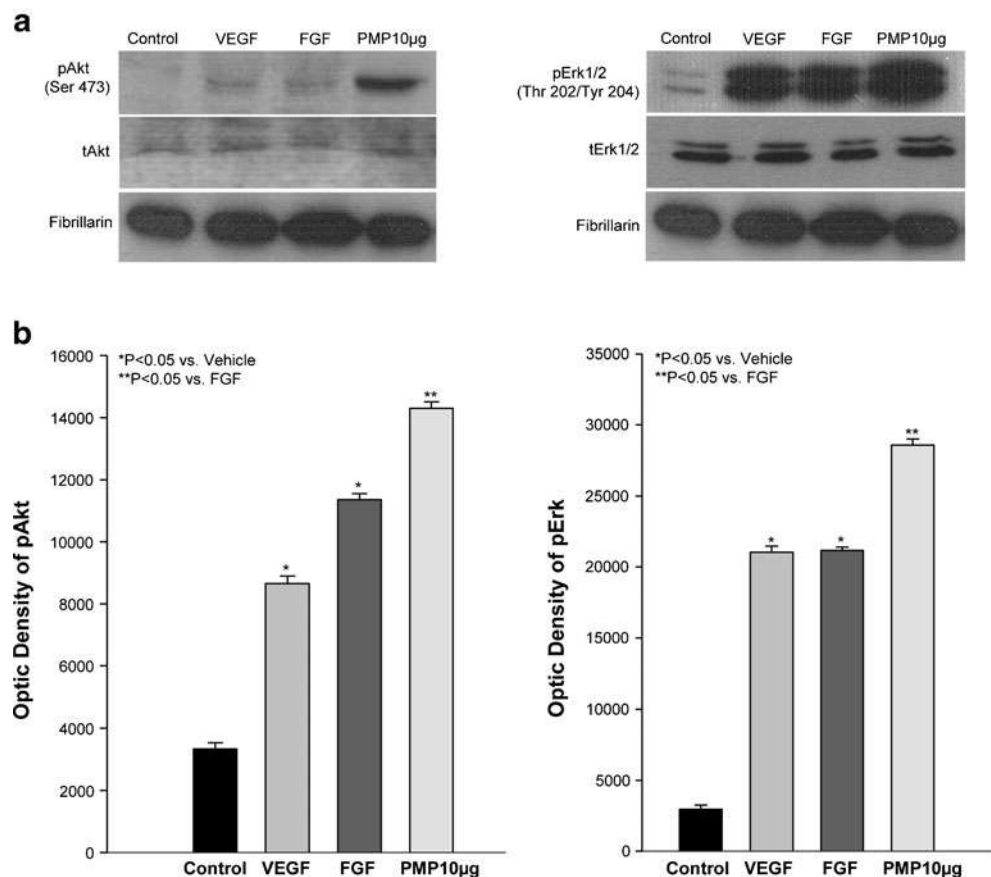 a
Control VEGF FGF PMP10µg
pAkt
(Ser 473)
tAkt
Fibrillarin
Control VEGF FGF PMP10µg
pErk1/2
(Thr 202/Tyr 204)
tErk1/2
Fibrillarin
b
*P<0.05 vs. Vehicle
**P<0.05 vs. FGF
Optic Density of pAkt
16000
14000
12000
10000
8000
6000
4000
2000
0
*
*
**
Control VEGF FGF PMP10µg
*P<0.05 vs. Vehicle
**P<0.05 vs. FGF
Optic Density of pErk
35000
30000
25000
20000
15000
10000
5000
0
*
*
**
Control VEGF FGF PMP10µg